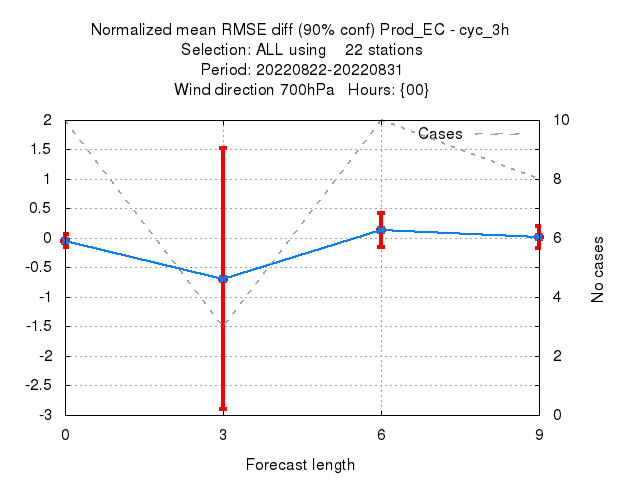 Normalized mean RMSE diff (90% conf) Prod_EC - cyc_3h
Selection: ALL using 22 stations
Period: 20220822-20220831
Wind direction 700hPa Hours: {00}
Cases
2
1.5
1
0.5
0
-0.5
-1
-1.5
-2
-2.5
-3
10
8
6
4
2
0
No cases
0 3 6 9
Forecast length